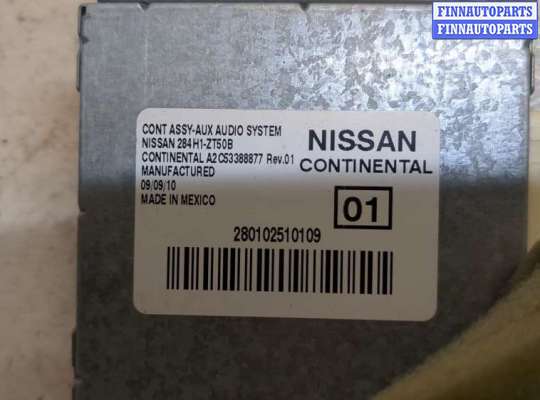 FINNAUTOPARTS
FINNAUTOPARTS
CONT ASSY-AUX AUDIO SYSTEM
NISSAN 284H1-ZT50B
CONTINENTAL A2C53388877 Rev.01
MANUFACTURED
09/09/10
MADE IN MEXICO
NISSAN
CONTINENTAL
01
280102510109